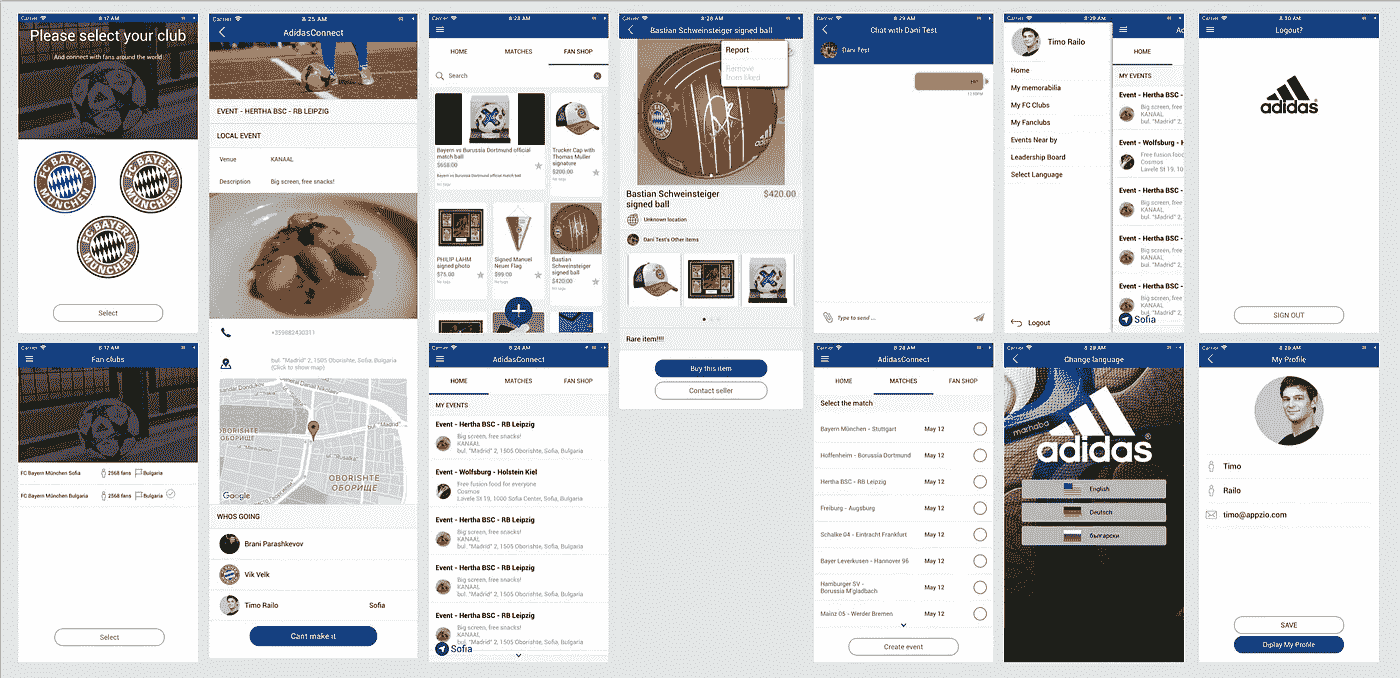 8:17 AM
Please select your club
And connect with fans around the world
FC BAYERN
MÜNCHEN
FC BAYERN
MÜNCHEN
FC BAYERN
MÜNCHEN
Select
Carrier
8:17 AM
Fan clubs
FC Bayern München Sofia
2568 fans
Bulgaria
FC Bayern München Bulgaria
2568 fans
Bulgaria
Select
Carrier
8:25 AM
AdidasConnect
EVENT - HERTHA BSC - RB LEIPZIG
LOCAL EVENT
Venue
KANAAL
Description
Big screen, free snacks!
bul. "Madrid" 2, 1505 Oborishte, Sofia, Bulgaria
(Click to show map)
OBORISHTE
ОБОРИЩЕ
OBORISHTE
ОБОРИЩЕ
Google
WHOS GOING
Brani Parashkevov
Vik Velk
Timo Railo
Sofia
Cant make it
Carrier
8:28 AM
HOME
MATCHES
FAN SHOP
Search
Bayern vs Borussia Dortmund official
match ball
$668.00
Bayern vs Borussia Dortmund official match ball
No tags
Trucker Cap with
Thomas Muller
signature
$200.00
No tags
PHILIP LAHM
signed photo
$75.00
No tags
Signed Manuel
Neuer Flag
$99.00
No tags
Bastian
Schweinsteiger
signed ball
$420.00
No tags
Carrier
8:28 AM
AdidasConnect
HOME
MATCHES
FAN SHOP
MY EVENTS
Event - Hertha BSC - RB Leipzig
Big screen, free snacks!
KANAAL
bul. "Madrid" 2, 1505 Oborishte, Sofia, Bulgaria
Event - Wolfsburg - Holstein Kiel
Free fusion food for everyone
Cosmos
Lavele St 19, 1000 Sofia Center, Sofia, Bulgaria
Event - Hertha BSC - RB Leipzig
Big screen, free snacks!
KANAAL
bul. "Madrid" 2, 1505 Oborishte, Sofia, Bulgaria
Event - Hertha BSC - RB Leipzig
Big screen, free snacks!
KANAAL
bul. "Madrid" 2, 1505 Oborishte, Sofia, Bulgaria
Event - Hertha BSC - RB Leipzig
Big screen, free snacks!
KANAAL
bul. "Madrid" 2, 1505 Oborishte, Sofia, Bulgaria
Sofia
Carrier
8:28 AM
Bastian Schweinsteiger signed ball
Report
Remove
from liked
adidas
Bastian Schweinsteiger
signed ball
$420.00
Unknown location
Dani Test's Other items
Rare item!!!!
Buy this item
Contact seller
Carrier
8:29 AM
Chat with Dani Test
Dani Test
Type to send ...
Carrier
AdidasConnect
HOME
MATCHES
FAN SHOP
Select the match
Bayern München - Stuttgart
May 12
Hoffenheim - Borussia Dortmund
May 12
Hertha BSC - RB Leipzig
May 12
Freiburg - Augsburg
May 12
Schalke 04 - Eintracht Frankfurt
May 12
Bayer Leverkusen - Hannover 96
May 12
Hamburger SV -
Borussia M'gladbach
May 12
Mainz 05 - Werder Bremen
May 12
Create event
Carrier
8:29 AM
Timo Railo
Home
My memorabilia
My FC Clubs
My Fanclubs
Events Near by
Leadership Board
Select Language
Logout
HOME
MY EVENTS
Event - Hertha BSC -
Big screen, free
KANAAL
bul. "Madrid" 2,
Event - Wolfsburg - H
Free fusion food
Cosmos
Lavele St 19, 10
Event - Hertha BSC -
Big screen, free
KANAAL
bul. "Madrid" 2,
Event - Hertha BSC -
Big screen, free
KANAAL
bul. "Madrid" 2,
Event - Hertha BSC -
Big screen, free
KANAAL
Sofia
Carrier
8:29 AM
Change language
marhaba
adidas
English
Deutsch
български
Carrier
8:30 AM
Logout?
adidas
SIGN OUT
Carrier
8:29 AM
My Profile
Timo
Railo
timo@appzio.com
SAVE
Diplay My Profile